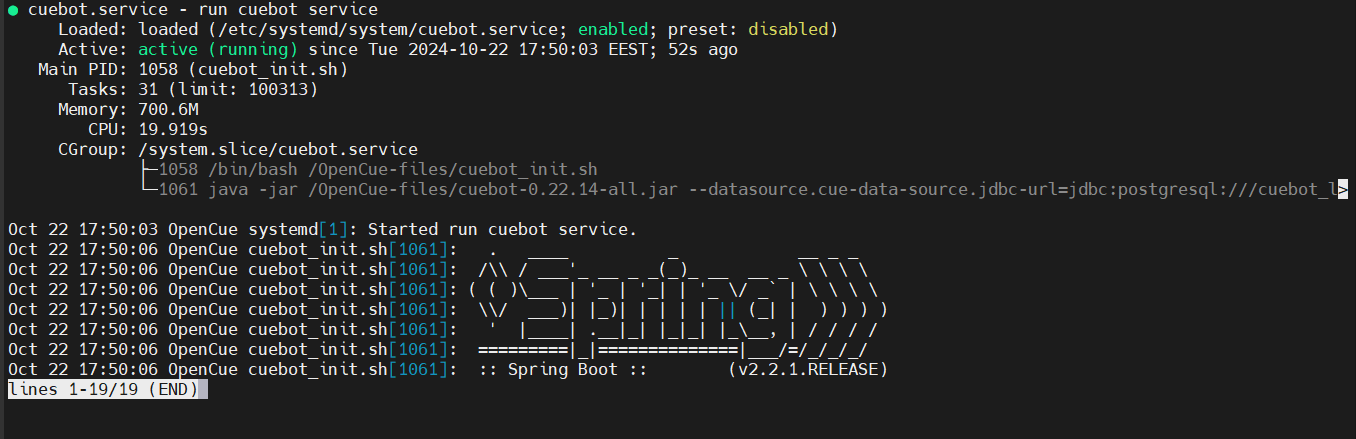 ● cuebot.service - run cuebot service
     Loaded: loaded (/etc/systemd/system/cuebot.service; enabled; preset: disabled)
     Active: active (running) since Tue 2024-10-22 17:50:03 EEST; 52s ago
   Main PID: 1058 (cuebot_init.sh)
      Tasks: 31 (limit: 100313)
     Memory: 700.6M
        CPU: 19.919s
     CGroup: /system.slice/cuebot.service
             ├─1058 /bin/bash /OpenCue-files/cuebot_init.sh
             └─1061 java -jar /OpenCue-files/cuebot-0.22.14-all.jar --datasource.cue-data-source.jdbc-url=jdbc:postgresql:///cuebot_l>

Oct 22 17:50:03 OpenCue systemd[1]: Started run cuebot service.
Oct 22 17:50:06 OpenCue cuebot_init.sh[1061]:   .   ____          _            __ _ _
Oct 22 17:50:06 OpenCue cuebot_init.sh[1061]:  /\\ / ___'_ __ _ _(_)_ __  __ _ \ \ \ \
Oct 22 17:50:06 OpenCue cuebot_init.sh[1061]: ( ( )\___ | '_ | '_| | '_ \/ _` | \ \ \ \
Oct 22 17:50:06 OpenCue cuebot_init.sh[1061]:  \\/  ___)| |_)| | | | | || (_| |  ) ) ) )
Oct 22 17:50:06 OpenCue cuebot_init.sh[1061]:   '  |____| .__|_| |_|_| |_\__, | / / / /
Oct 22 17:50:06 OpenCue cuebot_init.sh[1061]:  =========|_|==============|___/=/_/_/_/
Oct 22 17:50:06 OpenCue cuebot_init.sh[1061]:  :: Spring Boot ::        (v2.2.1.RELEASE)
lines 1-19/19 (END)